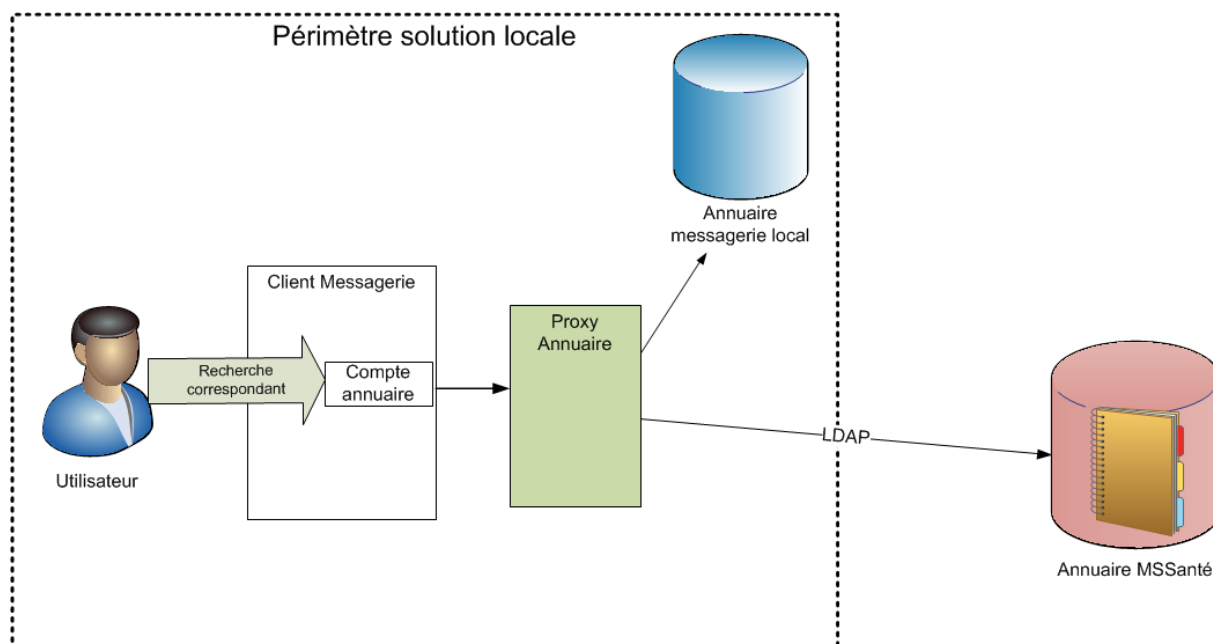 Périmètre solution locale
Annuaire
messagerie local
Client Messagerie
Proxy
Annuaire
Recherche
correspondant
Compte
annuaire
LDAP
Utilisateur
Annuaire MSSanté